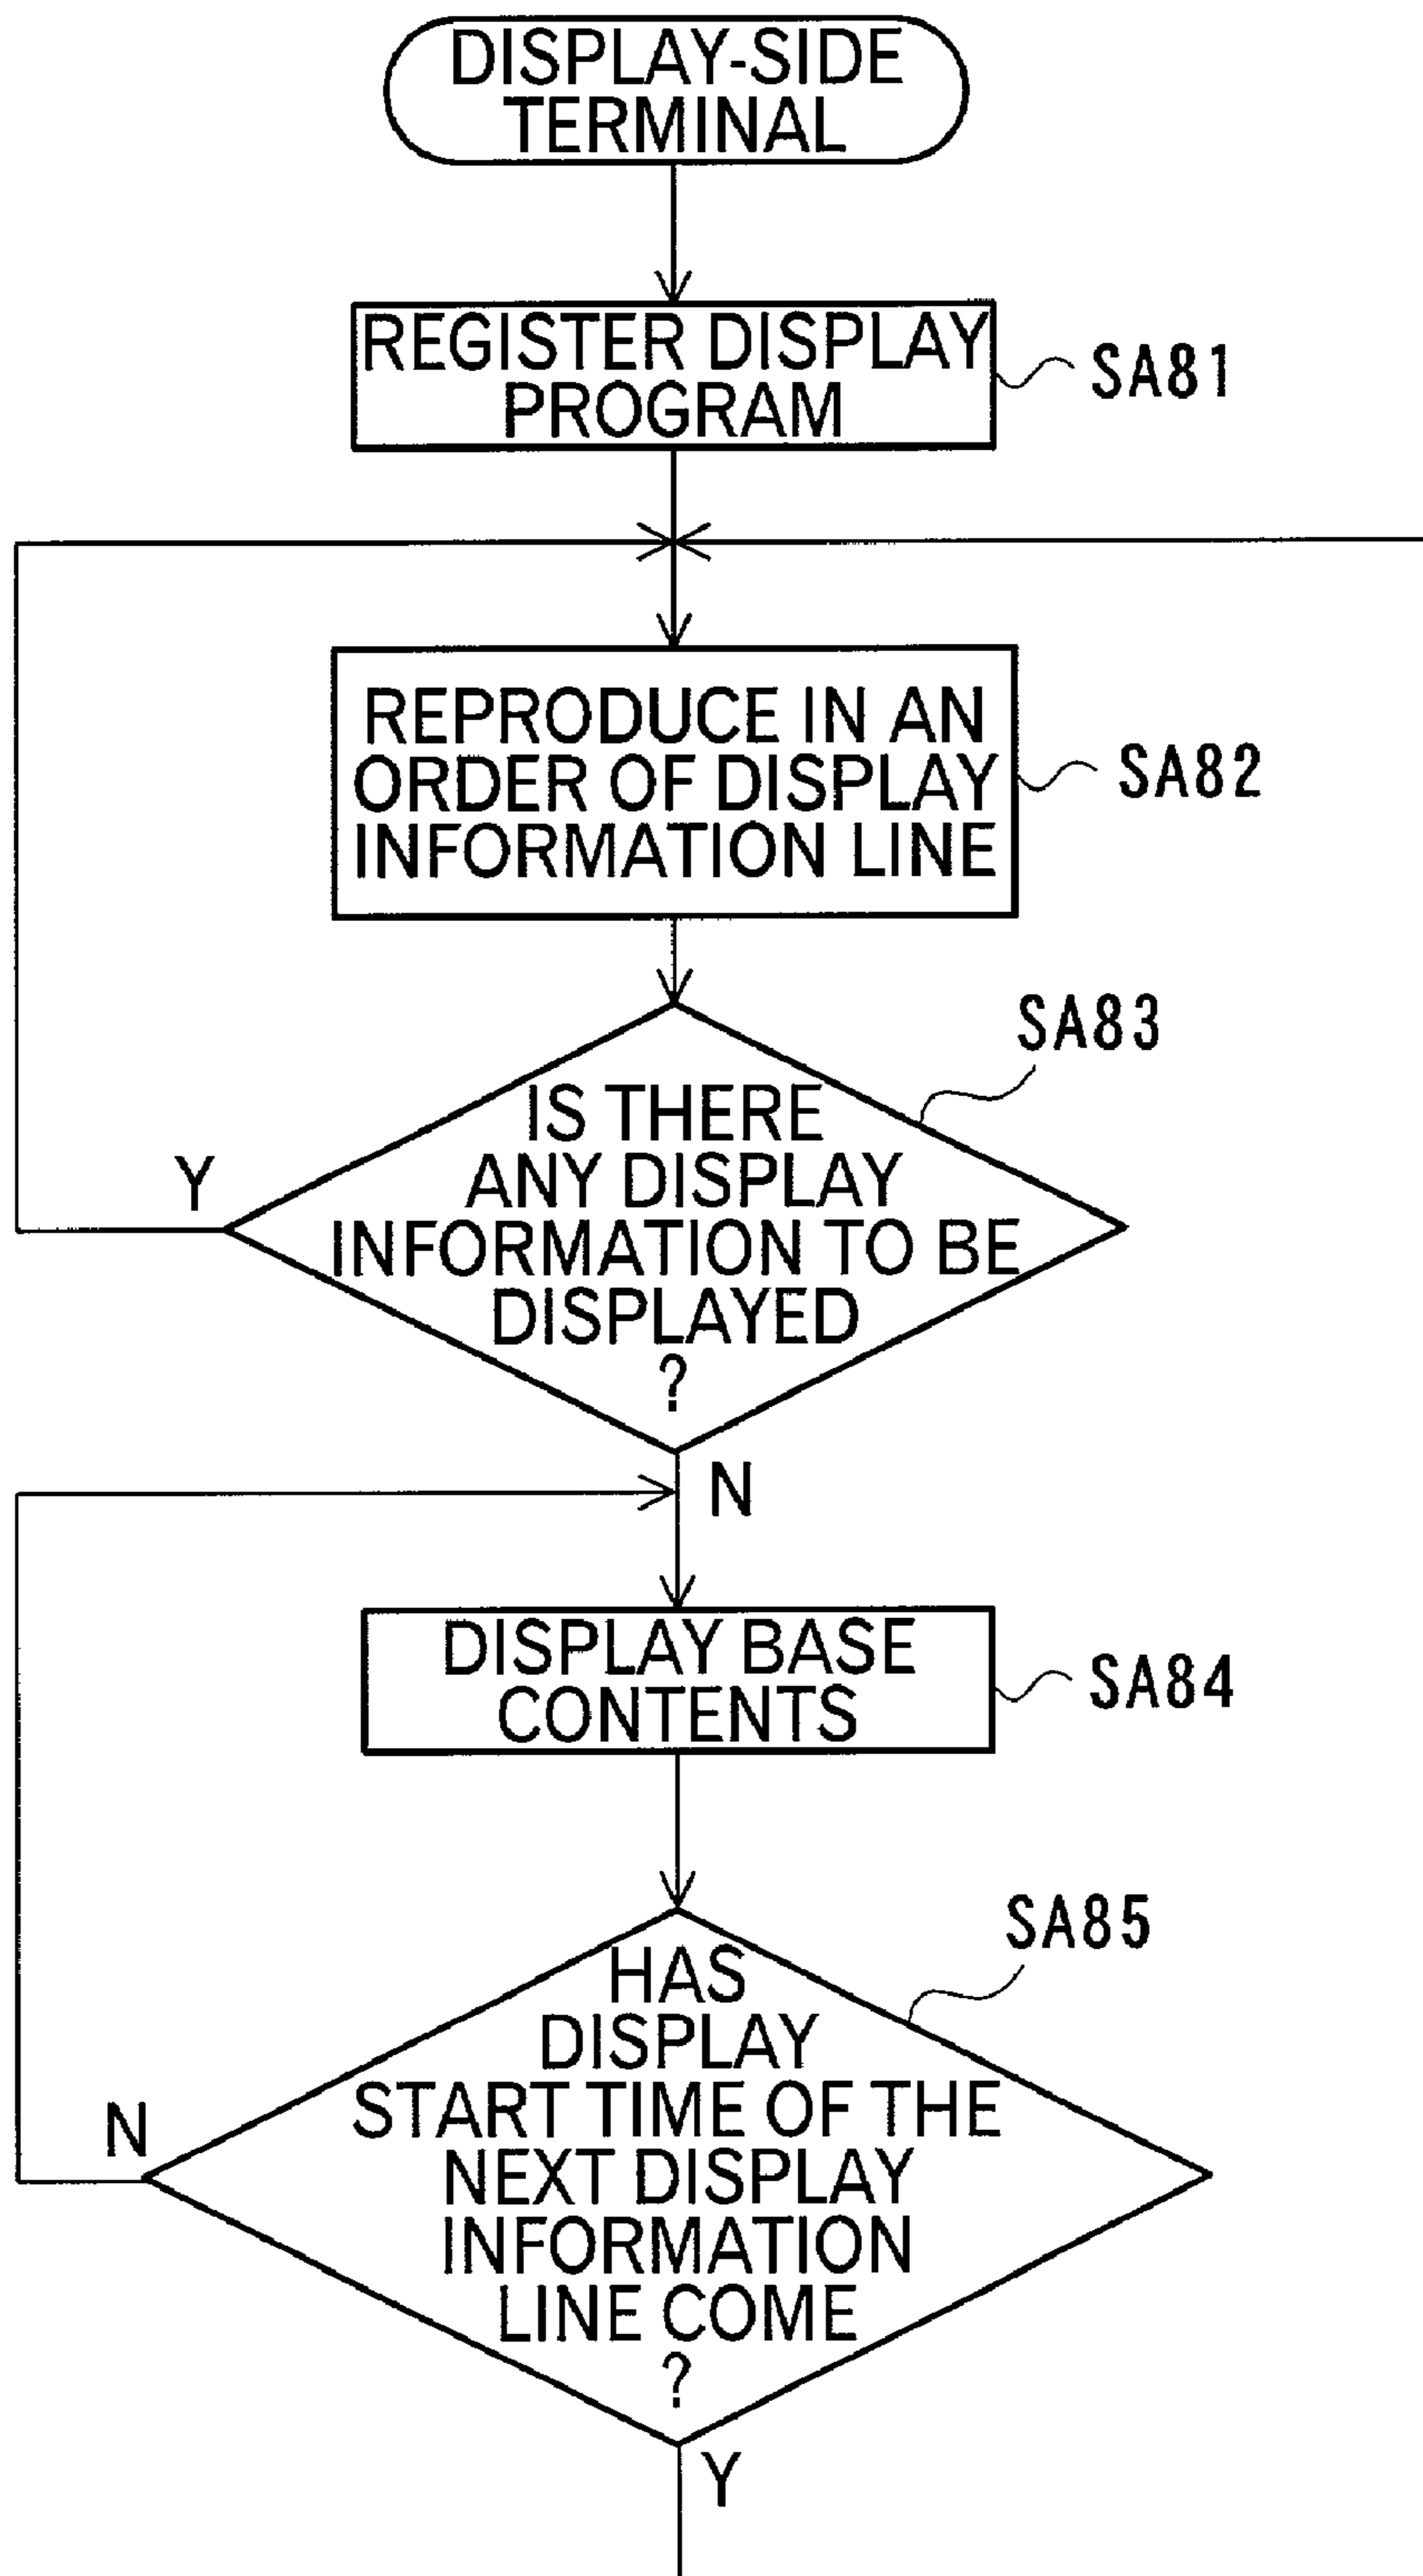 DISPLAY-SIDE
TERMINAL
REGISTER DISPLAY
PROGRAM
SA81
REPRODUCE IN AN
ORDER OF DISPLAY
INFORMATION LINE
SA82
SA83
IS THERE
ANY DISPLAY
INFORMATION TO BE
DISPLAYED
?
Y
N
DISPLAY BASE
CONTENTS
SA84
SA85
HAS
DISPLAY
START TIME OF THE
NEXT DISPLAY
INFORMATION
LINE COME
?
N
Y